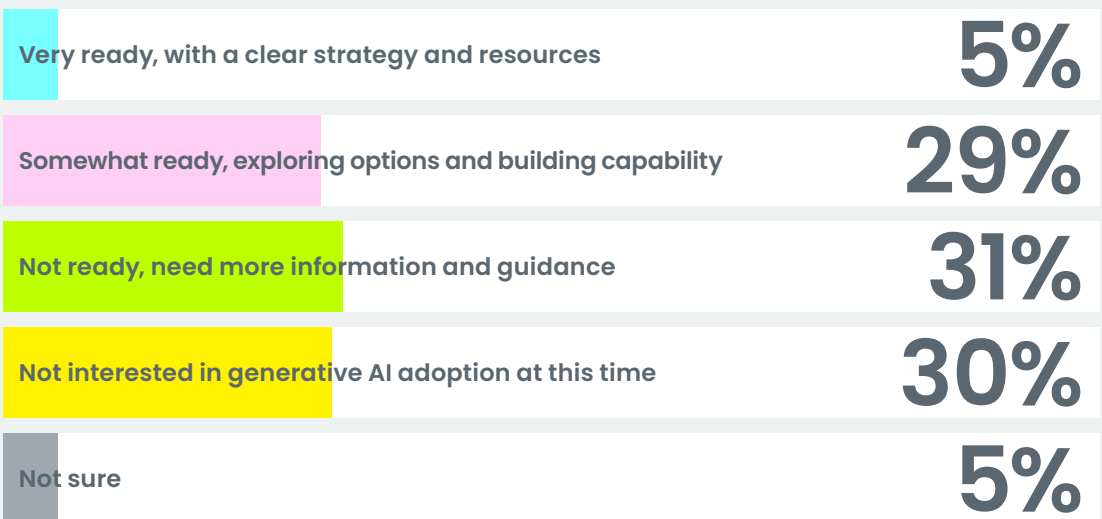 Very ready, with a clear strategy and resources 5%
Somewhat ready, exploring options and building capability 29%
Not ready, need more information and guidance 31%
Not interested in generative AI adoption at this time 30%
Not sure 5%